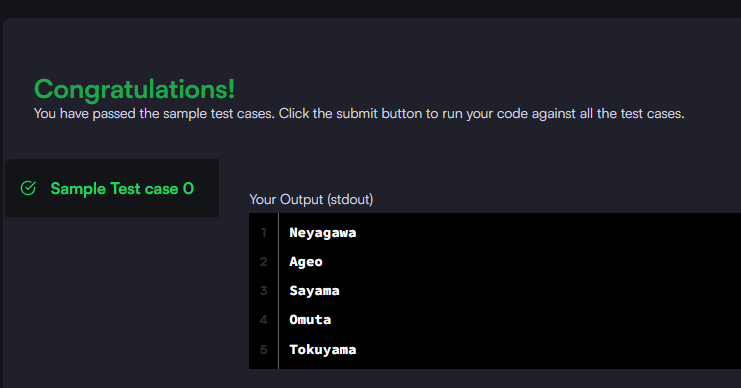 Congratulations!
You have passed the sample test cases. Click the submit button to run your code against all the test cases.
Sample Test case 0
Your Output (stdout)
1 Neyagawa
2 Ageo
3 Sayama
4 Omuta
5 Tokuyama